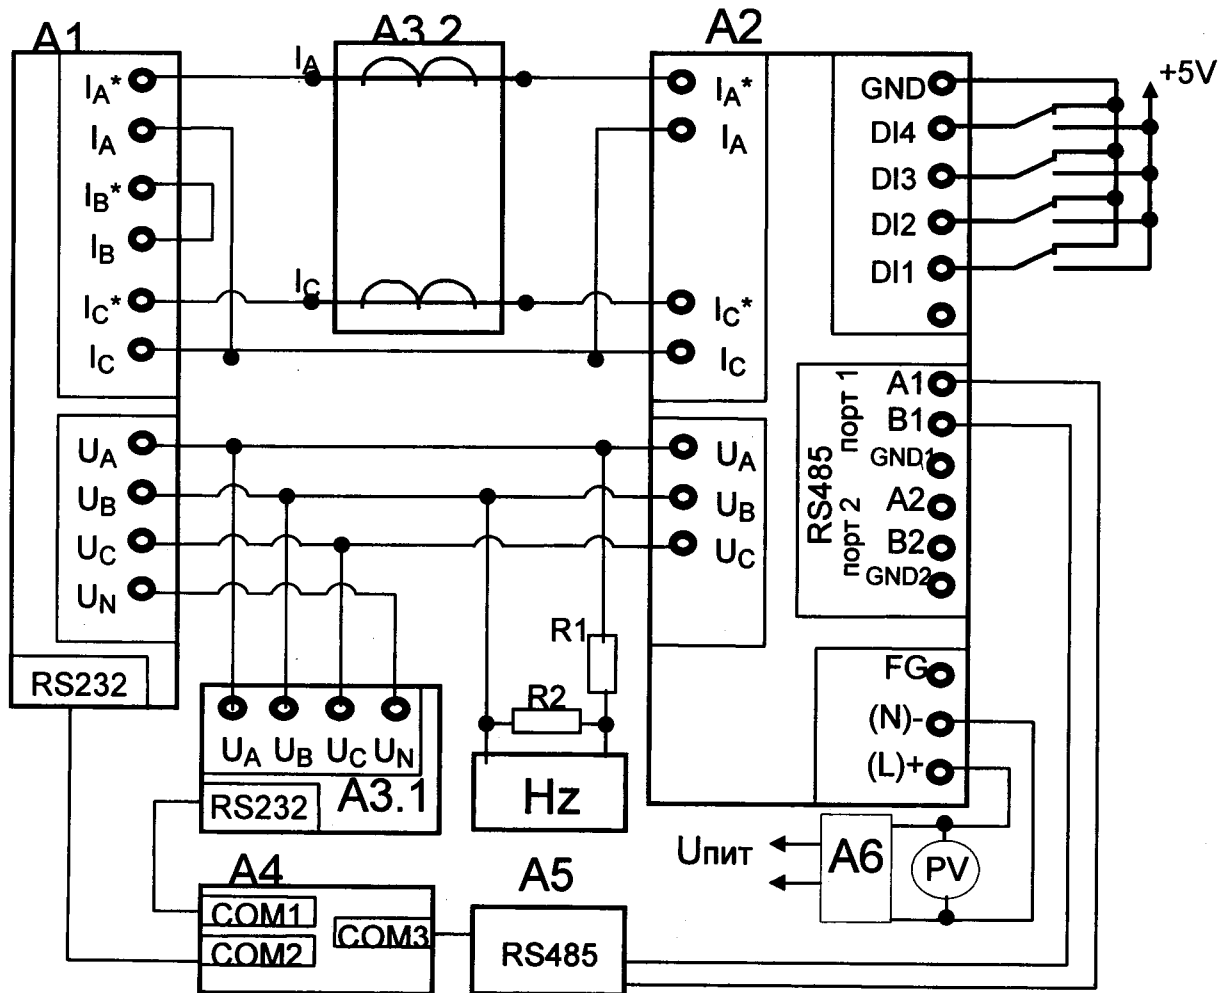 A1
A3.2
A2
I_A
I_A*
I_A
I_B*
I_B
I_C*
I_C
I_C
I_A*
I_A
I_C*
I_C
GND
DI4
DI3
DI2
DI1
+5V
U_A
U_B
U_C
U_N
U_A
U_B
U_C
RS485
порт 1
порт 2
A1
B1
GND1
A2
B2
GND2
R1
R2
RS232
U_A U_B U_C U_N
RS232
A3.1
Hz
FG
(N)-
(L)+
Uпит
A6
PV
A4
A5
COM1
COM2
COM3
RS485